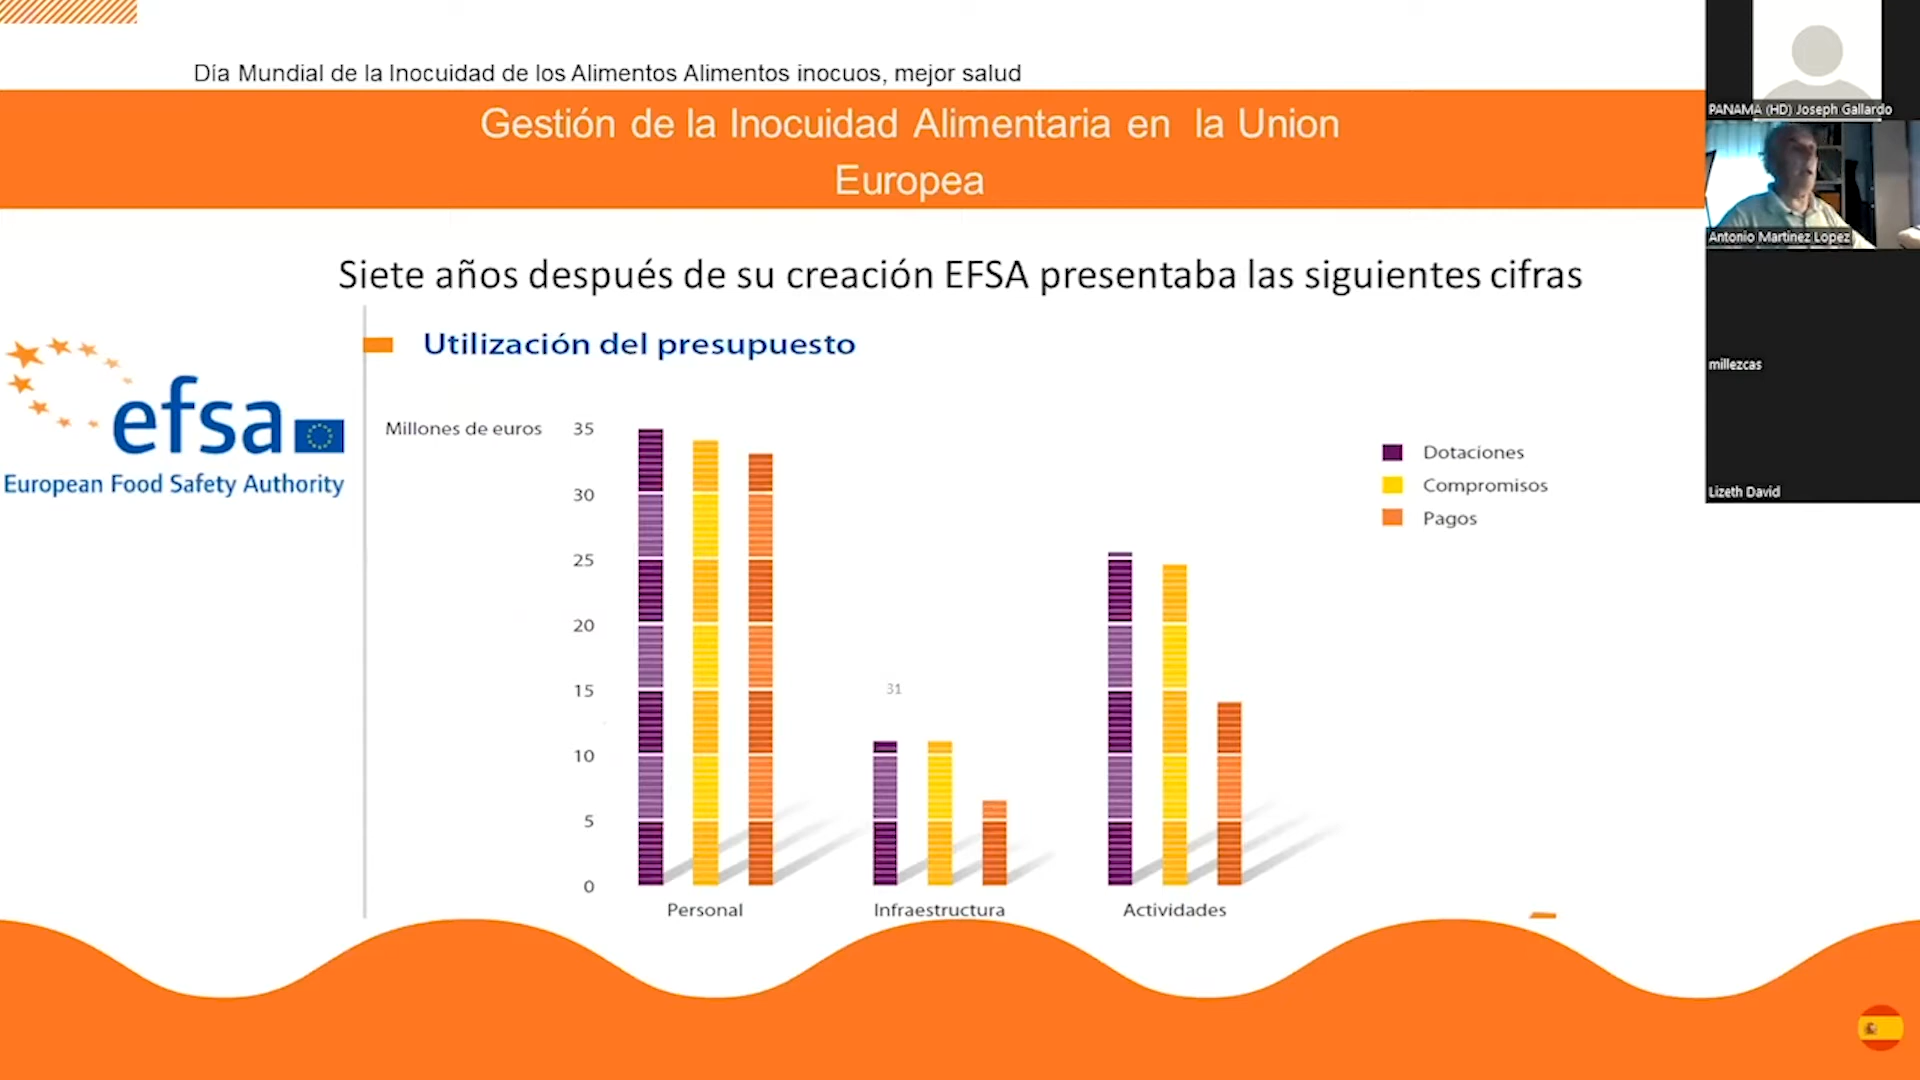 Día Mundial de la Inocuidad de los Alimentos Alimentos inocuos, mejor salud
Gestión de la Inocuidad Alimentaria en la Union
Europea
Siete años después de su creación EFSA presentaba las siguientes cifras
efsa
European Food Safety Authority
Utilización del presupuesto
Millones de euros
35
30
25
20
15
10
5
0
31
Personal
Infraestructura
Actividades
Dotaciones
Compromisos
Pagos
PANAMA (HD) Joseph Gallardo
Antonio Martinez Lopez
millezcas
Lizeth David